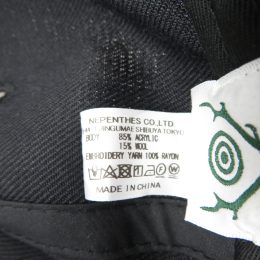 NEPENTHES CO.,LTD
JINGUMAE SHIBUYA TOKYO
BODY 85% ACRYLIC
15% WOOL
EMBROIDERY YARN 100% RAYON
MADE IN CHINA